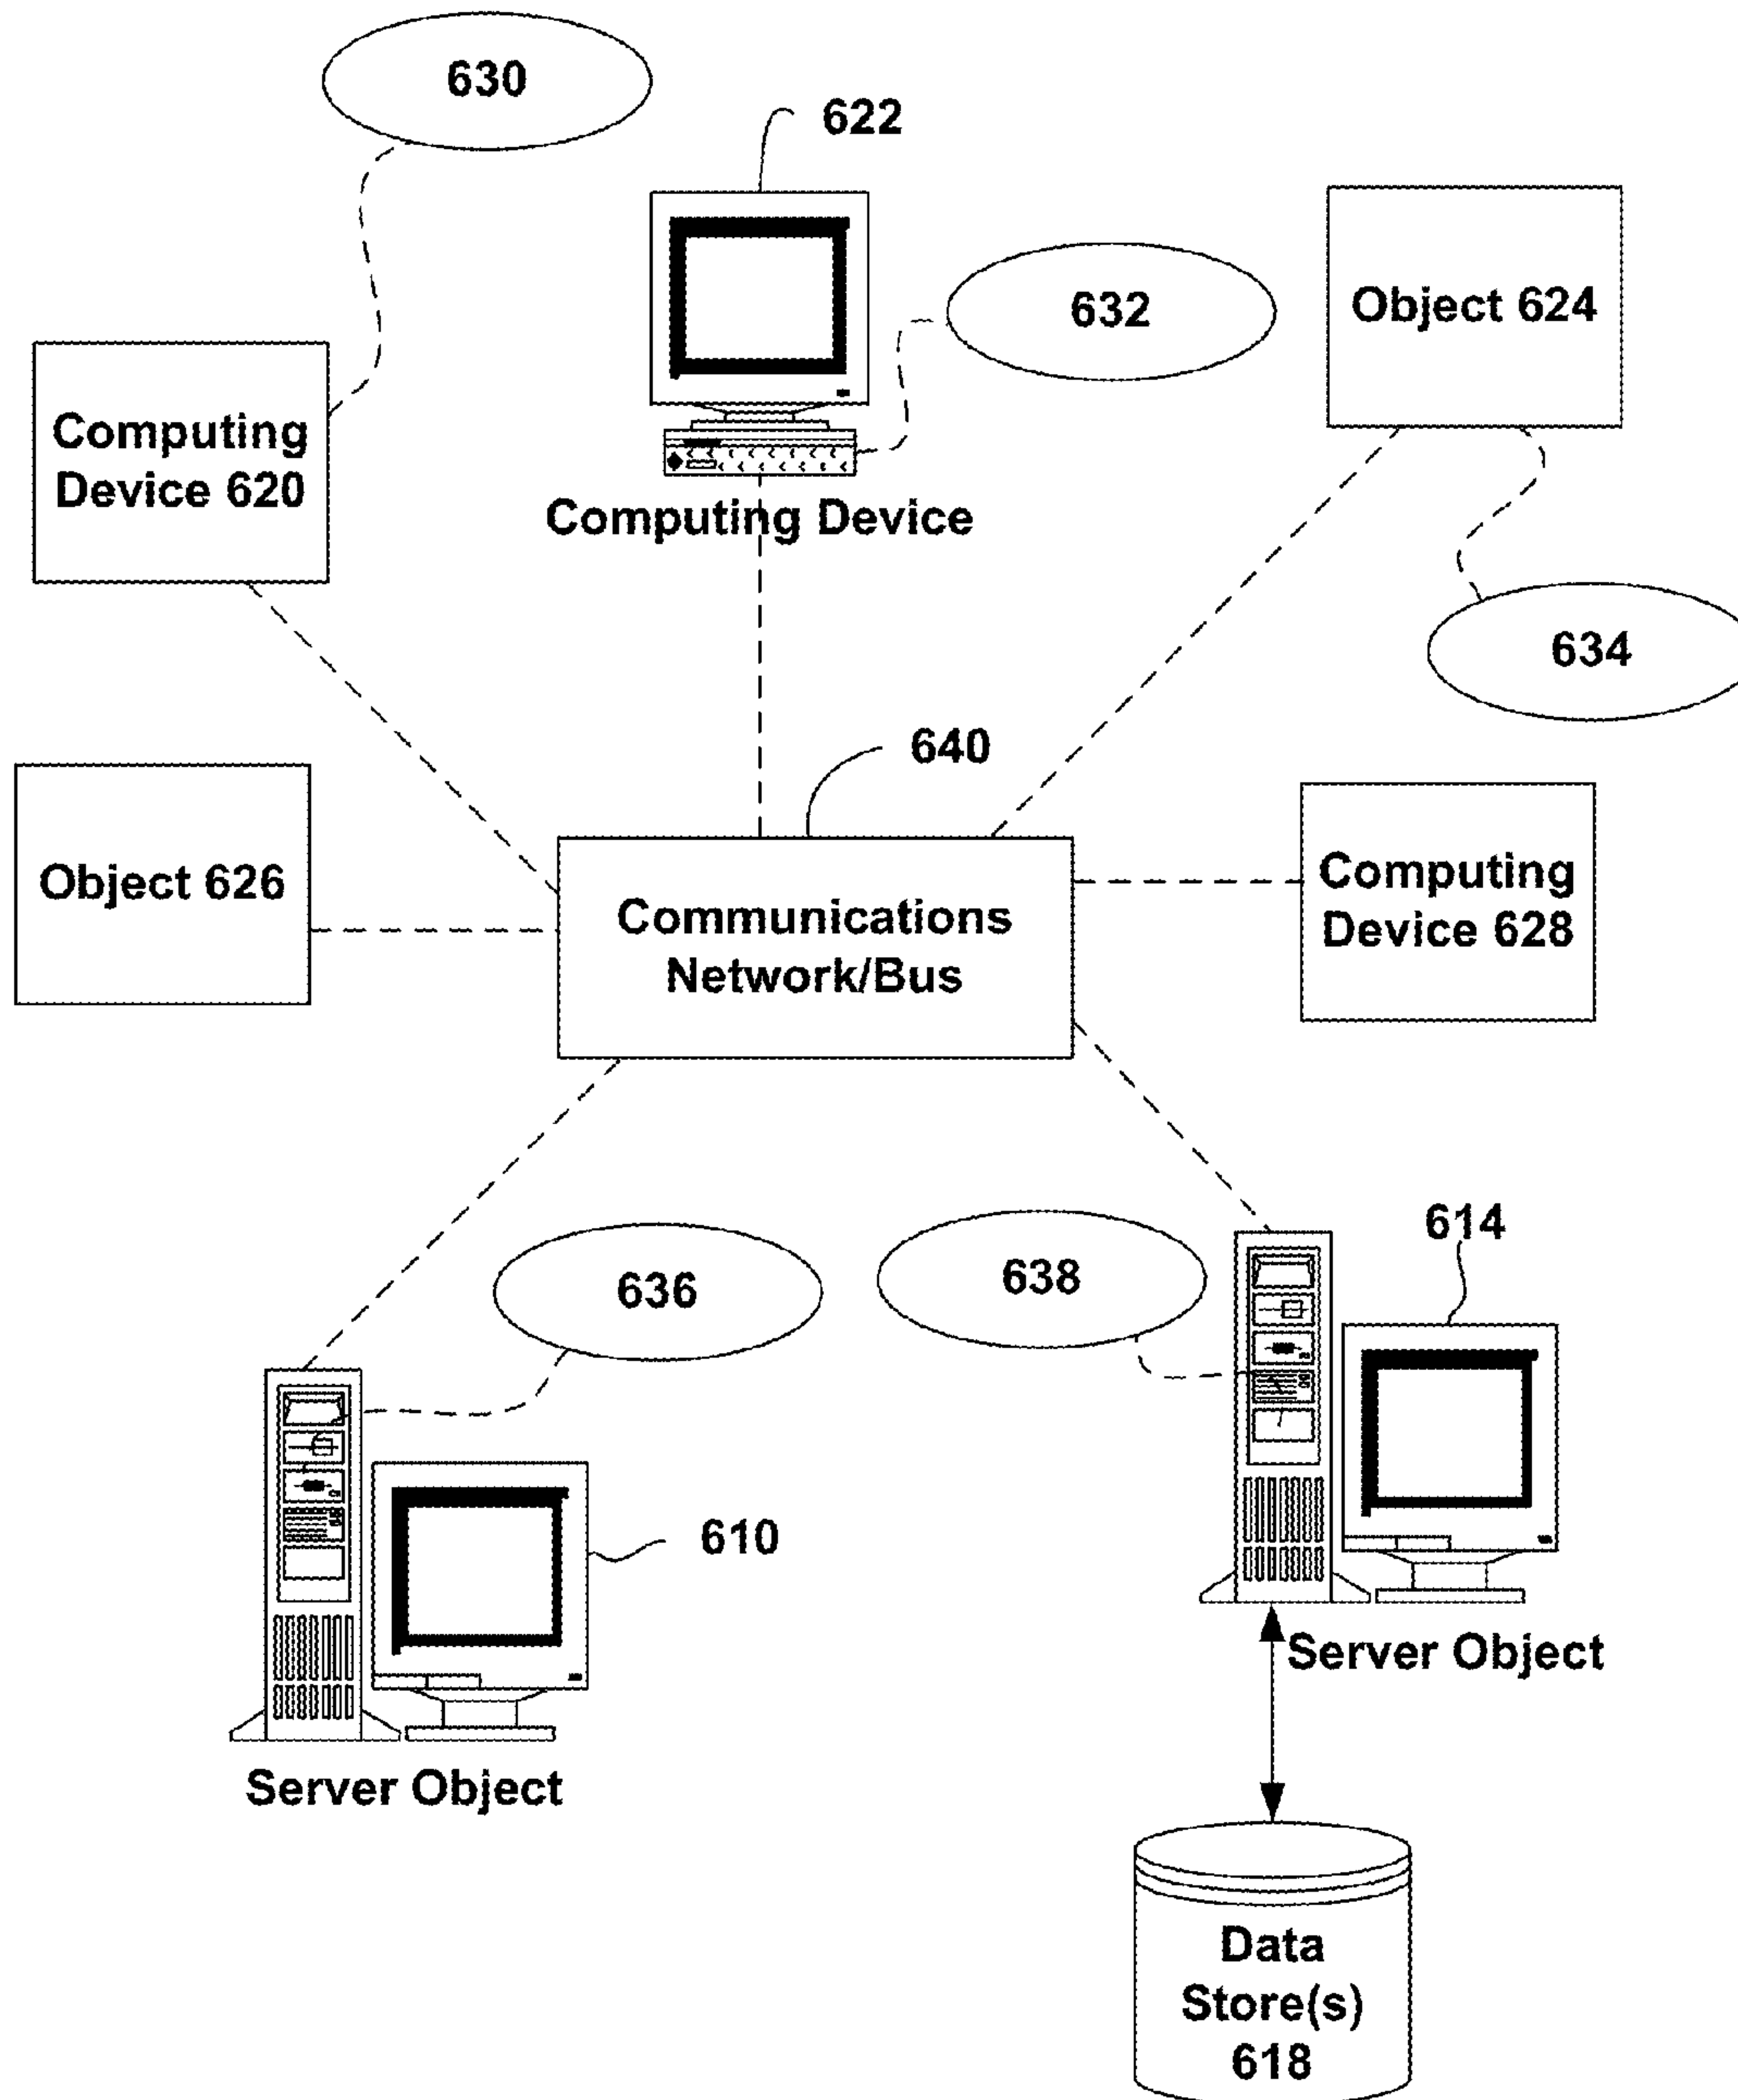 630
622
632
Object 624
Computing
Device 620
Computing Device
634
640
Object 626
Communications
Network/Bus
Computing
Device 628
636
638
614
610
Server Object
Server Object
Data
Store(s)
618